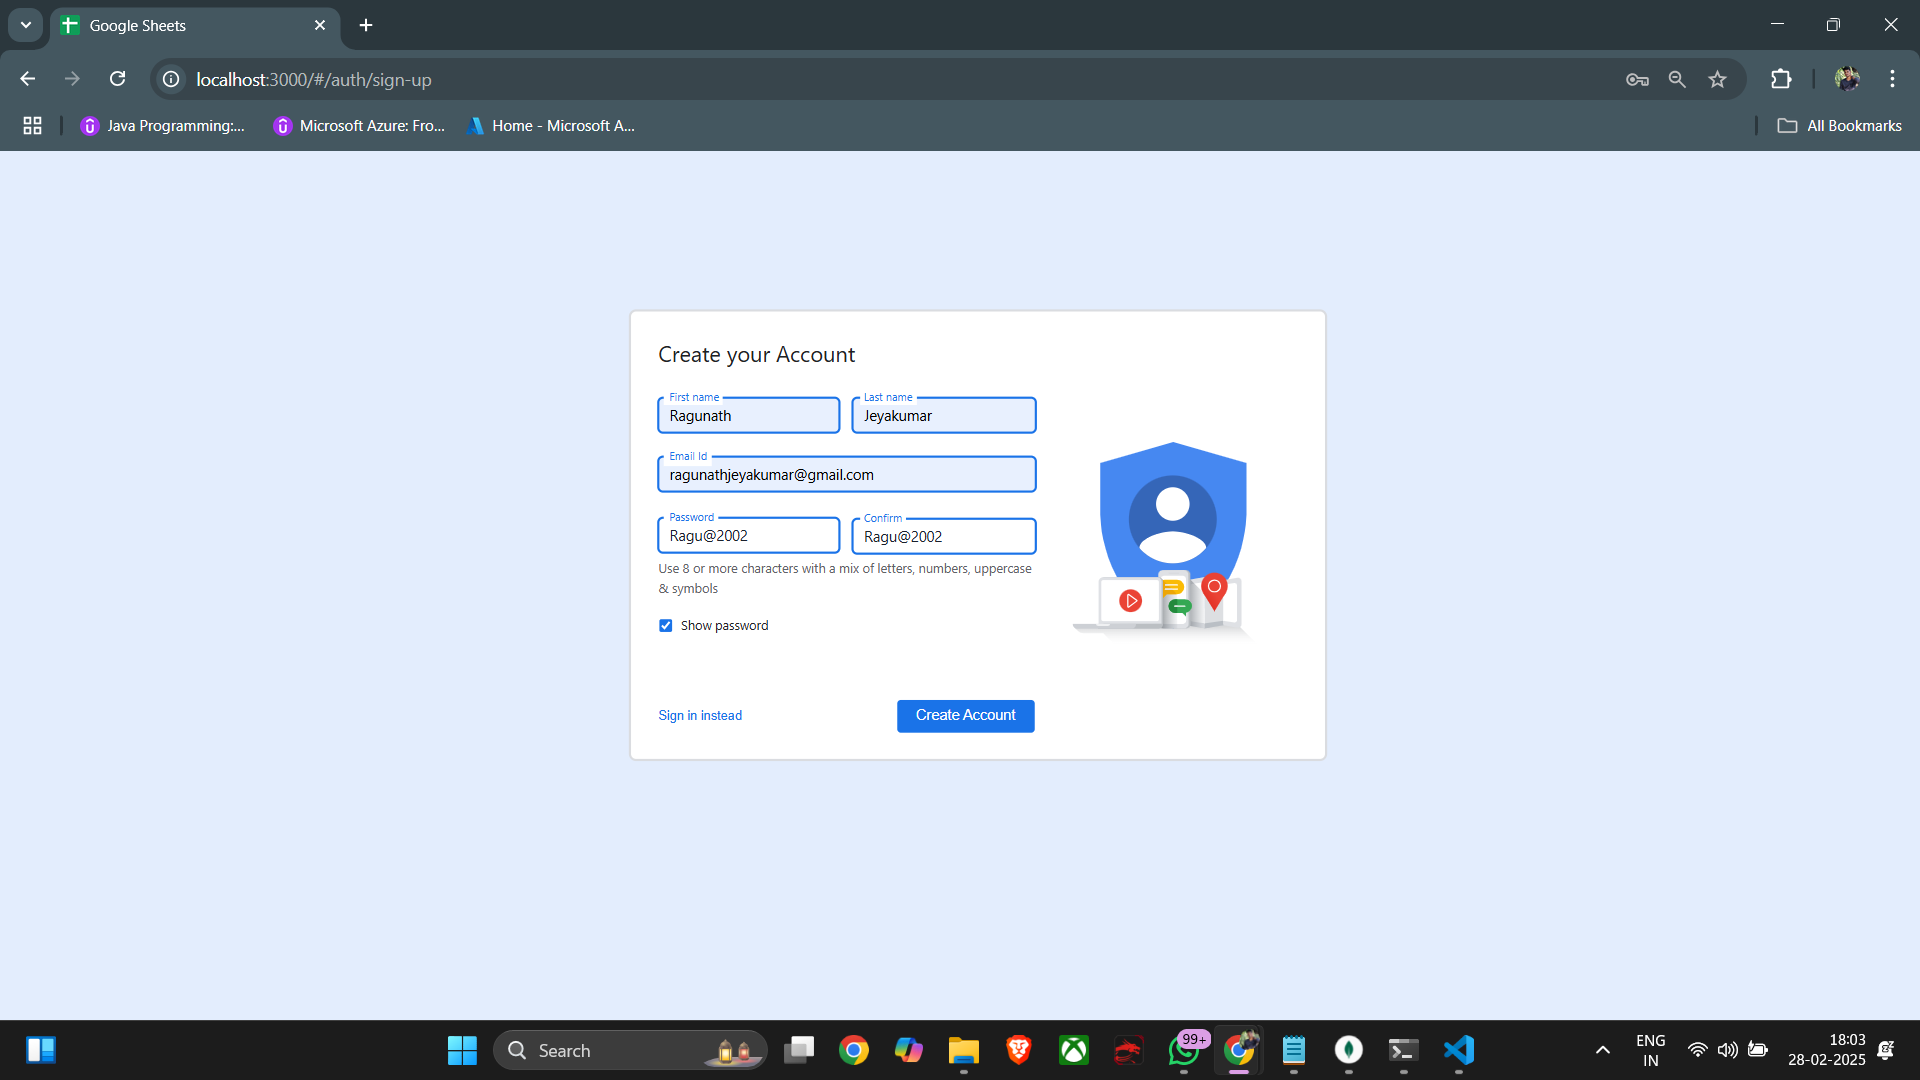 Google Sheets
localhost:3000/#/auth/sign-up
Java Programming:...
Microsoft Azure: Fro...
Home - Microsoft A...
All Bookmarks
Create your Account
First name
Last name
Ragunath
Jeyakumar
Email Id
ragunathjeyakumar@gmail.com
Password
Confirm
Ragu@2002
Ragu@2002
Use 8 or more characters with a mix of letters, numbers, uppercase
& symbols
Show password
Sign in instead
Create Account
Search
99+
ENG
IN
18:03
28-02-2025